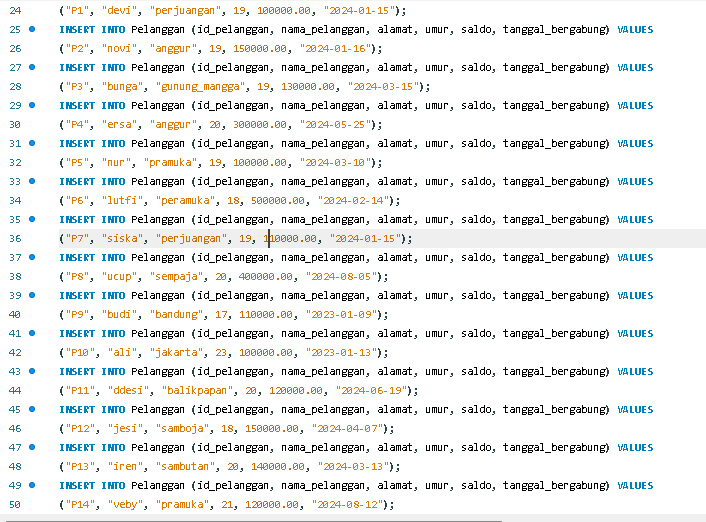 24 ("P1", "devi", "perjuangan", 19, 100000.00, "2024-01-15");
25 INSERT INTO Pelanggan (id_pelanggan, nama_pelanggan, alamat, umur, saldo, tanggal_bergabung) VALUES
26 ("P2", "novi", "anggur", 19, 150000.00, "2024-01-16");
27 INSERT INTO Pelanggan (id_pelanggan, nama_pelanggan, alamat, umur, saldo, tanggal_bergabung) VALUES
28 ("P3", "bunga", "gunung_mangga", 19, 130000.00, "2024-03-15");
29 INSERT INTO Pelanggan (id_pelanggan, nama_pelanggan, alamat, umur, saldo, tanggal_bergabung) VALUES
30 ("P4", "ersa", "anggur", 20, 300000.00, "2024-05-25");
31 INSERT INTO Pelanggan (id_pelanggan, nama_pelanggan, alamat, umur, saldo, tanggal_bergabung) VALUES
32 ("P5", "nur", "pramuka", 19, 100000.00, "2024-03-10");
33 INSERT INTO Pelanggan (id_pelanggan, nama_pelanggan, alamat, umur, saldo, tanggal_bergabung) VALUES
34 ("P6", "lutfi", "peramuka", 18, 500000.00, "2024-02-14");
35 INSERT INTO Pelanggan (id_pelanggan, nama_pelanggan, alamat, umur, saldo, tanggal_bergabung) VALUES
36 ("P7", "siska", "perjuangan", 19, 110000.00, "2024-01-15");
37 INSERT INTO Pelanggan (id_pelanggan, nama_pelanggan, alamat, umur, saldo, tanggal_bergabung) VALUES
38 ("P8", "ucup", "sempaja", 20, 400000.00, "2024-08-05");
39 INSERT INTO Pelanggan (id_pelanggan, nama_pelanggan, alamat, umur, saldo, tanggal_bergabung) VALUES
40 ("P9", "budi", "bandung", 17, 110000.00, "2023-01-09");
41 INSERT INTO Pelanggan (id_pelanggan, nama_pelanggan, alamat, umur, saldo, tanggal_bergabung) VALUES
42 ("P10", "ali", "jakarta", 23, 100000.00, "2023-01-13");
43 INSERT INTO Pelanggan (id_pelanggan, nama_pelanggan, alamat, umur, saldo, tanggal_bergabung) VALUES
44 ("P11", "ddesi", "balikpapan", 20, 120000.00, "2024-06-19");
45 INSERT INTO Pelanggan (id_pelanggan, nama_pelanggan, alamat, umur, saldo, tanggal_bergabung) VALUES
46 ("P12", "jesi", "samboja", 18, 150000.00, "2024-04-07");
47 INSERT INTO Pelanggan (id_pelanggan, nama_pelanggan, alamat, umur, saldo, tanggal_bergabung) VALUES
48 ("P13", "iren", "sambutan", 20, 140000.00, "2024-03-13");
49 INSERT INTO Pelanggan (id_pelanggan, nama_pelanggan, alamat, umur, saldo, tanggal_bergabung) VALUES
50 ("P14", "veby", "pramuka", 21, 120000.00, "2024-08-12");